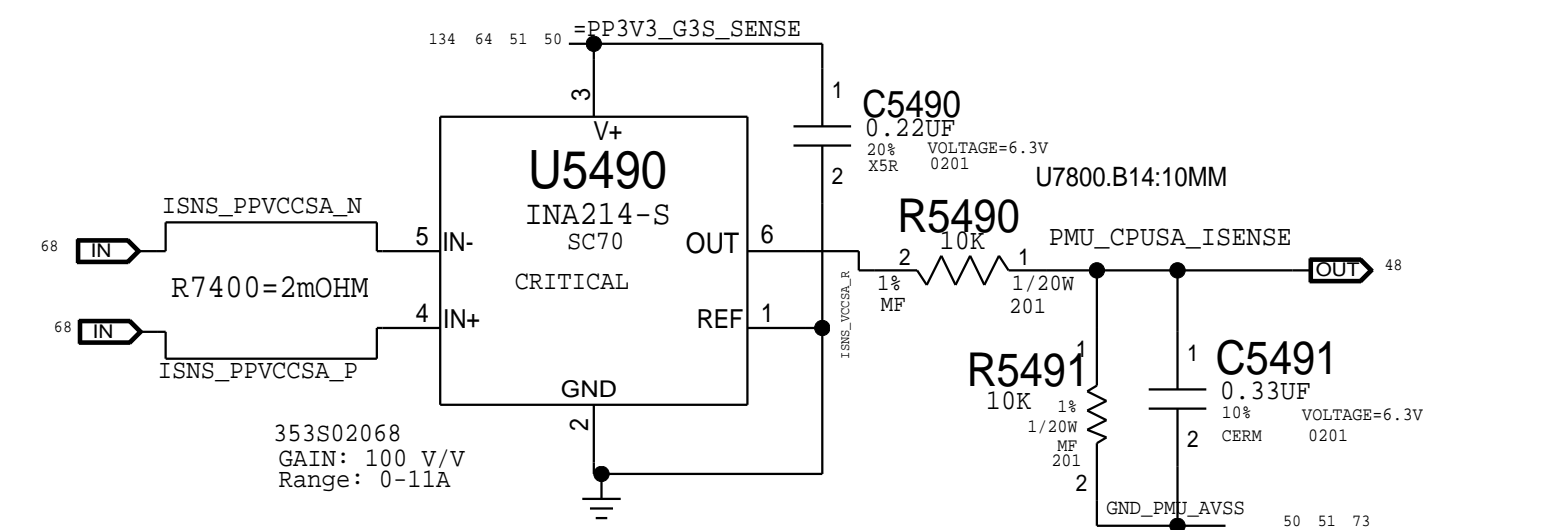 =PP3V3_G3S_SENSE
134 64 51 50
3
V+
1
C5490
0.22UF
20% VOLTAGE=6.3V
X5R 0201
2
U5490
INA214-S
SC70
CRITICAL
U7800.B14:10MM
ISNS_PPVCCSA_N
68 IN
5 IN-
OUT 6
R5490
10K
2 1
1% 1/20W
MF 201
PMU_CPUSA_ISENSE
OUT 48
R7400=2mOHM
ISNS_VCCSA_R
68 IN
4 IN+
REF 1
ISNS_PPVCCSA_P
GND
2
R5491
10K
1
1%
1/20W
MF
201
2
1
C5491
0.33UF
10% VOLTAGE=6.3V
CERM 0201
2
353S02068
GAIN: 100 V/V
Range: 0-11A
GND_PMU_AVSS
50 51 73